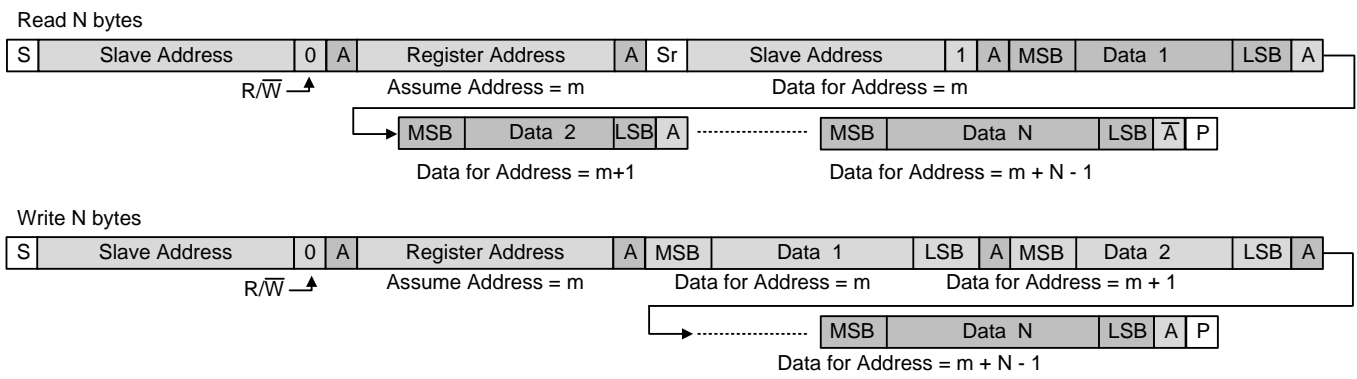 Read N bytes
S Slave Address 0 A Register Address A Sr Slave Address 1 A MSB Data 1 LSB A
R/W̅ Assume Address = m Data for Address = m
MSB Data 2 LSB A MSB Data N LSB A̅ P
Data for Address = m+1 Data for Address = m + N - 1
Write N bytes
S Slave Address 0 A Register Address A MSB Data 1 LSB A MSB Data 2 LSB A
R/W̅ Assume Address = m Data for Address = m Data for Address = m + 1
MSB Data N LSB A P
Data for Address = m + N - 1